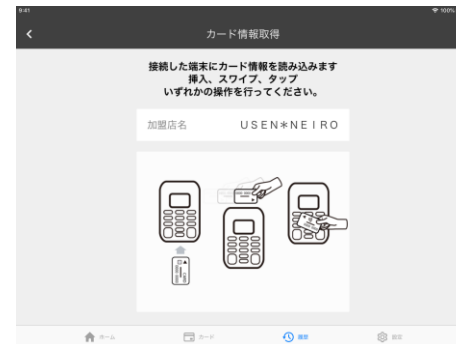 9:41
100%
カード情報取得
接続した端末にカード情報を読み込みます
挿入、スワイプ、タップ
いずれかの操作を行ってください。
加盟店名 ＵＳＥＮ＊ＮＥＩＲＯ
ホーム カード 履歴 設定